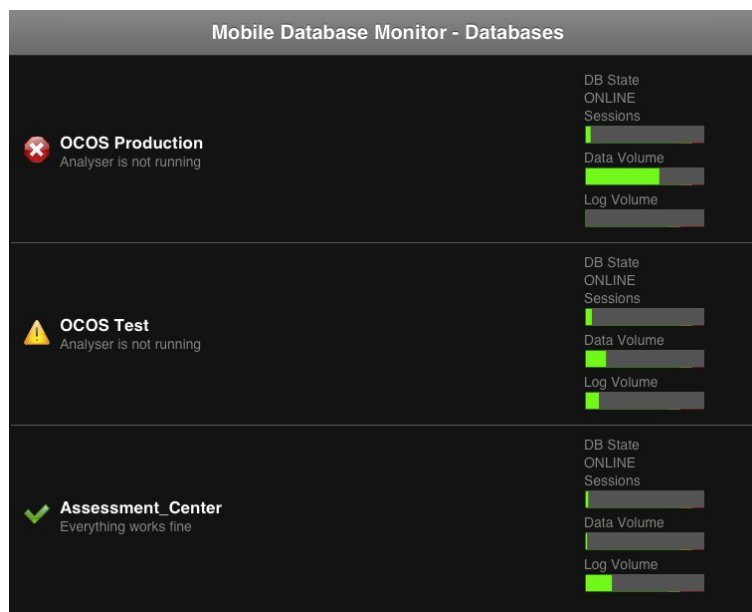 Mobile Database Monitor - Databases
OCOS Production
Analyser is not running
DB State
ONLINE
Sessions
Data Volume
Log Volume
OCOS Test
Analyser is not running
DB State
ONLINE
Sessions
Data Volume
Log Volume
Assessment_Center
Everything works fine
DB State
ONLINE
Sessions
Data Volume
Log Volume